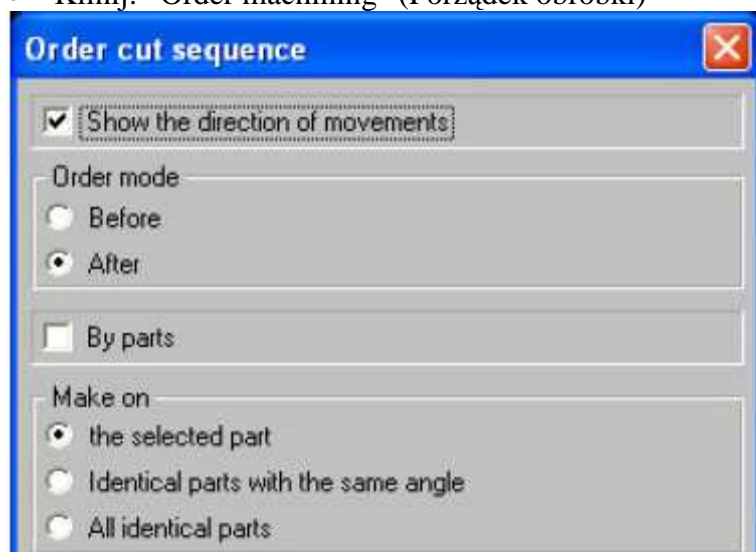 Kliknij: "Order machining" (Porządek obróbki)
Order cut sequence
Show the direction of movements
Order mode
Before
After
By parts
Make on
the selected part
Identical parts with the same angle
All identical parts